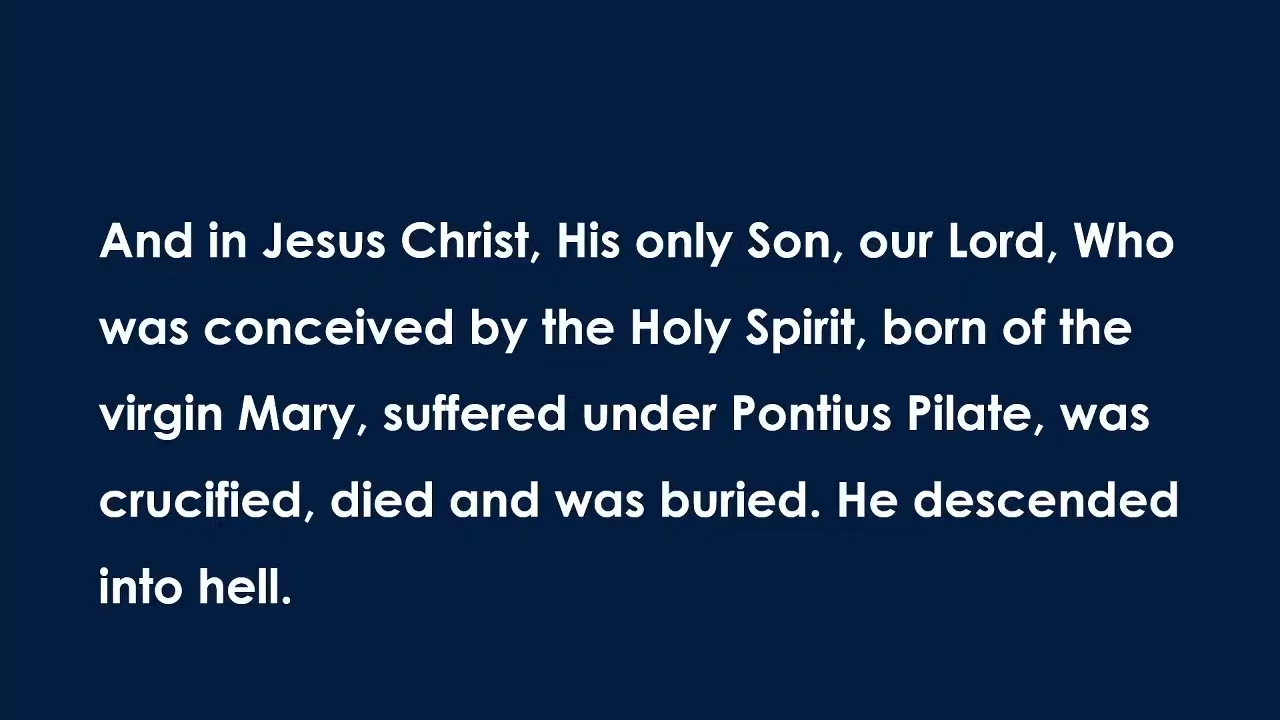 And in Jesus Christ, His only Son, our Lord, Who
was conceived by the Holy Spirit, born of the
virgin Mary, suffered under Pontius Pilate, was
crucified, died and was buried. He descended
into hell.